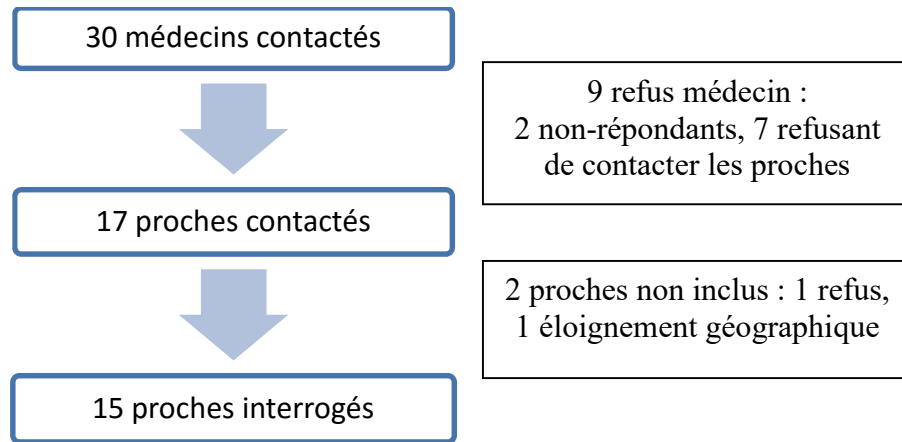 30 médecins contactés
9 refus médecin :
2 non-répondants, 7 refusant
de contacter les proches
17 proches contactés
2 proches non inclus : 1 refus,
1 éloignement géographique
15 proches interrogés